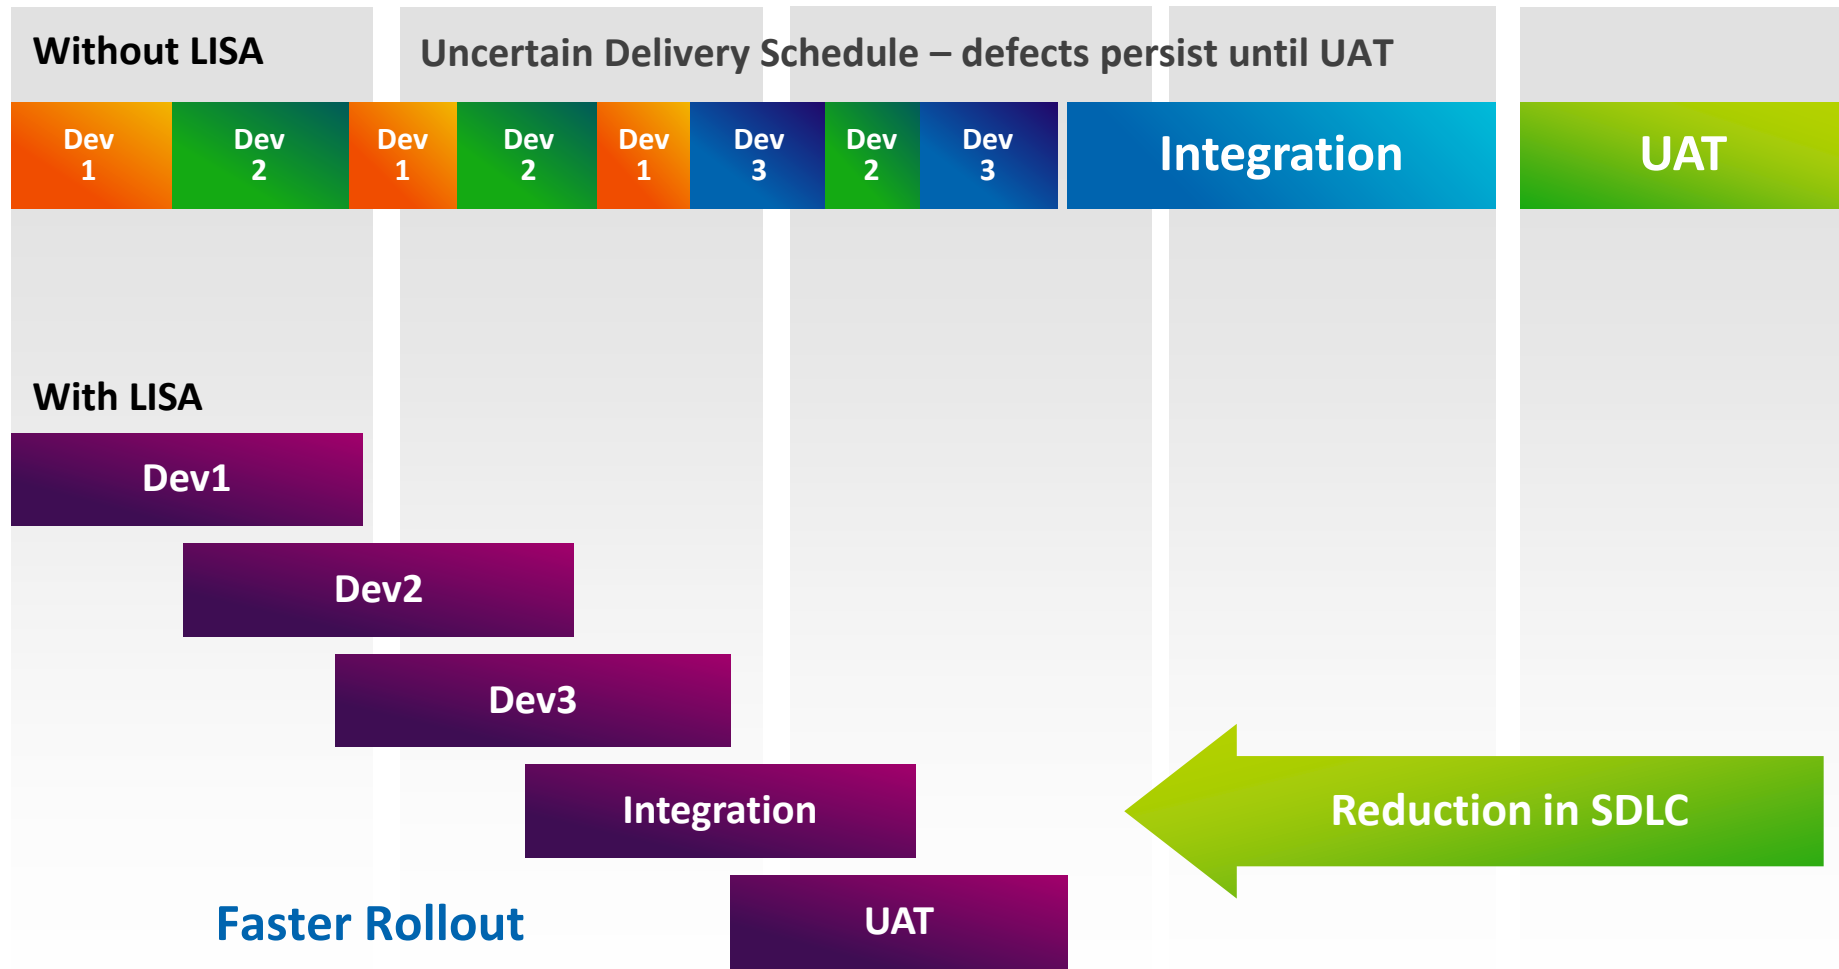 Without LISA
Uncertain Delivery Schedule – defects persist until UAT
Dev
1
Dev
2
Dev
1
Dev
2
Dev
1
Dev
3
Dev
2
Dev
3
Integration
UAT
With LISA
Dev1
Dev2
Dev3
Integration
Reduction in SDLC
Faster Rollout
UAT